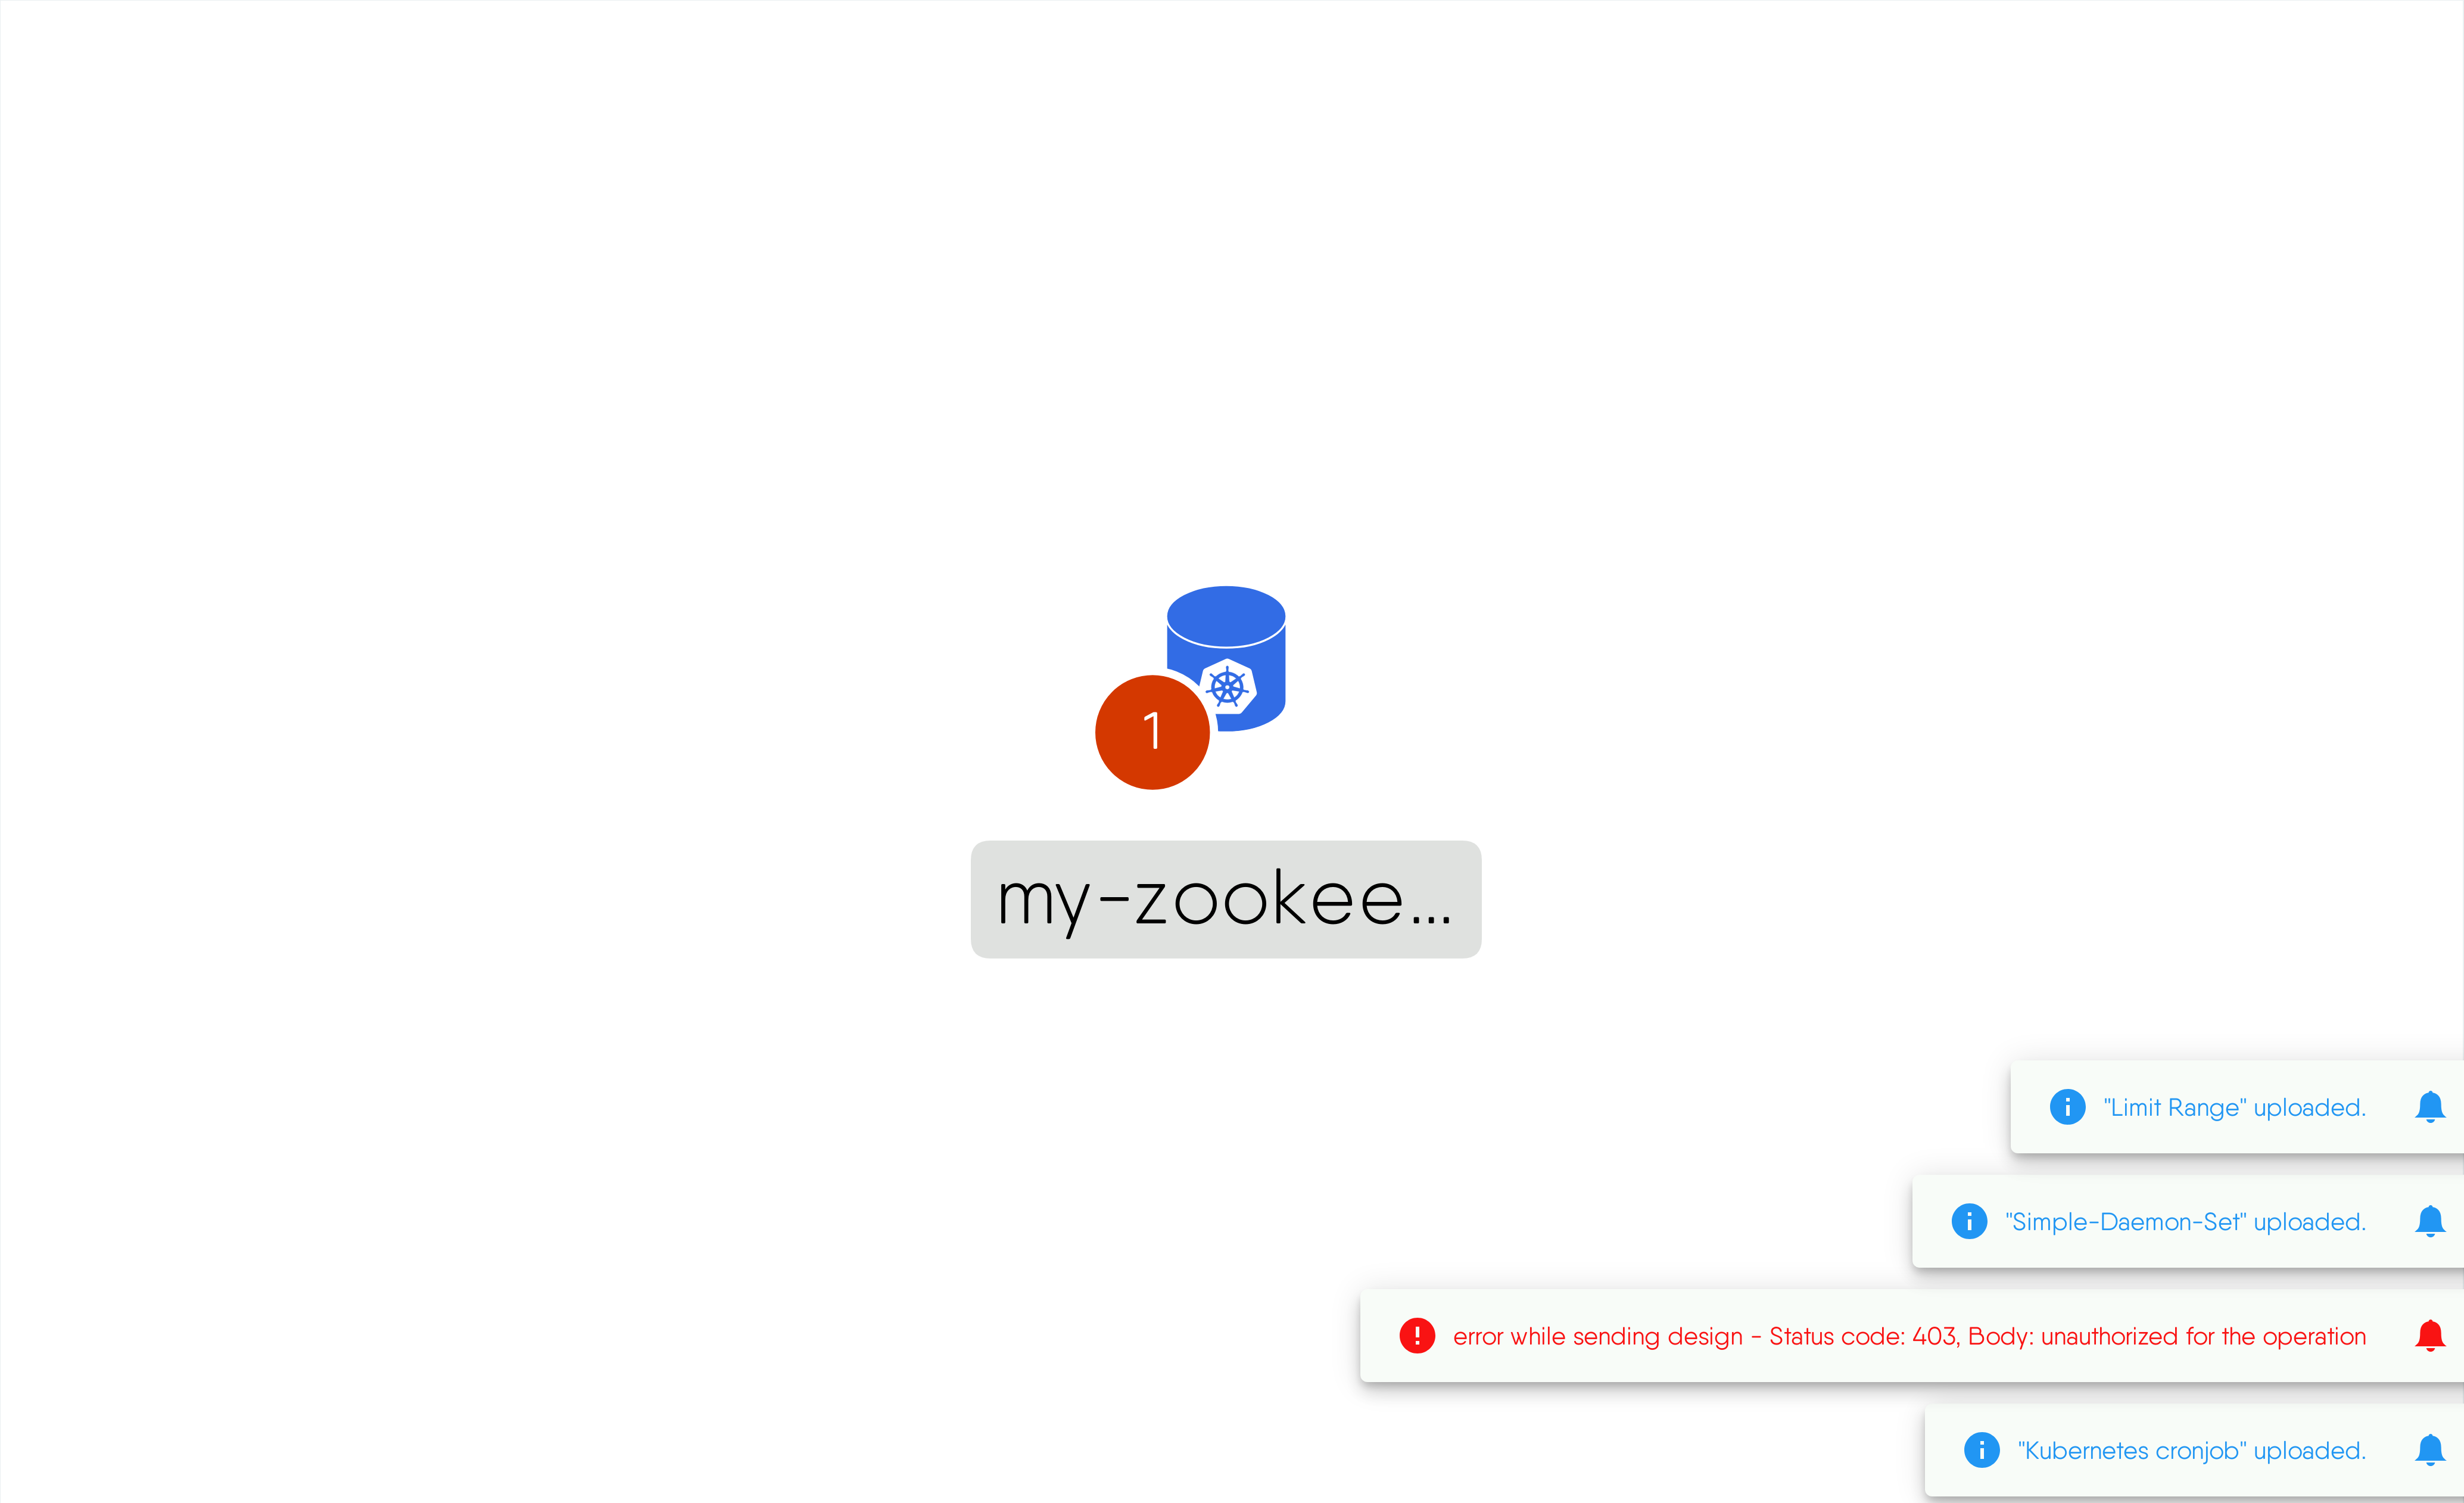 1
my-zookee...
"Limit Range" uploaded.
"Simple-Daemon-Set" uploaded.
error while sending design - Status code: 403, Body: unauthorized for the operation
"Kubernetes cronjob" uploaded.